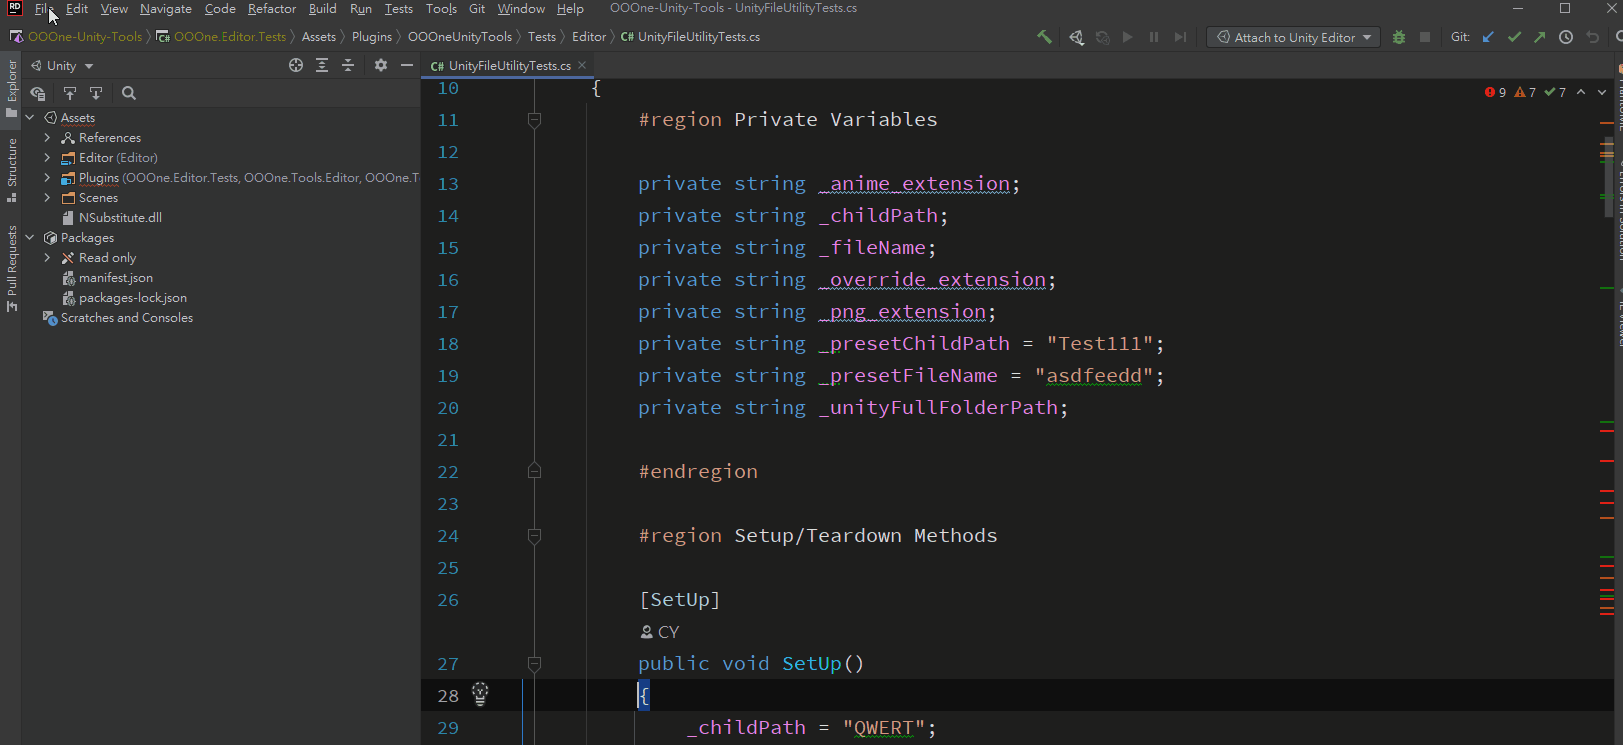 RD File Edit View Navigate Code Refactor Build Run Tests Tools Git Window Help OOOne-Unity-Tools - UnityFileUtilityTests.cs
OOOne-Unity-Tools OOOne.Editor.Tests Assets Plugins OOOneUnityTools Tests Editor C# UnityFileUtilityTests.cs Attach to Unity Editor Git:
Explorer
Structure
Pull Requests
Unity
Assets
References
Editor (Editor)
Plugins (OOOne.Editor.Tests, OOOne.Tools.Editor, OOOne.T
Scenes
NSubstitute.dll
Packages
Read only
manifest.json
packages-lock.json
Scratches and Consoles
C# UnityFileUtilityTests.cs
9 7 7
10 {
11 #region Private Variables
12
13 private string _anime_extension;
14 private string _childPath;
15 private string _fileName;
16 private string _override_extension;
17 private string _png_extension;
18 private string _presetChildPath = "Test111";
19 private string _presetFileName = "asdfeedd";
20 private string _unityFullFolderPath;
21
22 #endregion
23
24 #region Setup/Teardown Methods
25
26 [SetUp]
CY
27 public void SetUp()
28 {
29 _childPath = "QWERT";